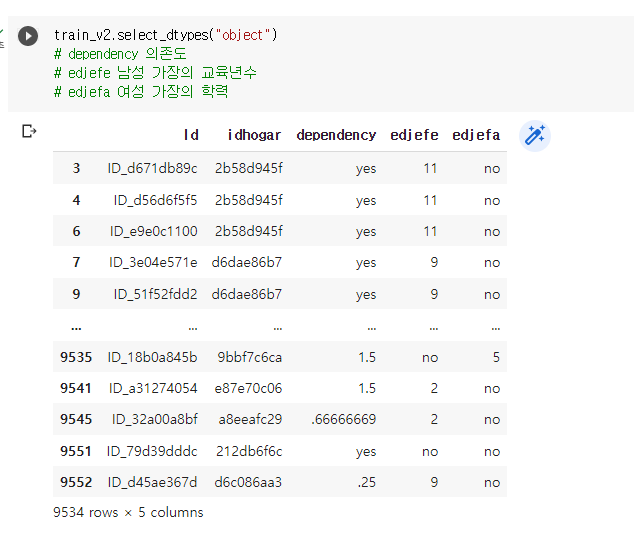 train_v2.select_dtypes("object")
# dependency 의존도
# edjefe 남성 가장의 교육년수
# edjefa 여성 가장의 학력
Id idhogar dependency edjefe edjefa
3 ID_d671db89c 2b58d945f yes 11 no
4 ID_d56d6f5f5 2b58d945f yes 11 no
6 ID_e9e0c1100 2b58d945f yes 11 no
7 ID_3e04e571e d6dae86b7 yes 9 no
9 ID_51f52fdd2 d6dae86b7 yes 9 no
... ... ... ... ... ...
9535 ID_18b0a845b 9bbf7c6ca 1.5 no 5
9541 ID_a31274054 e87e70c06 1.5 2 no
9545 ID_32a00a8bf a8eeafc29 .66666669 2 no
9551 ID_79d39dddc 212db6f6c yes no no
9552 ID_d45ae367d d6c086aa3 .25 9 no
9534 rows × 5 columns